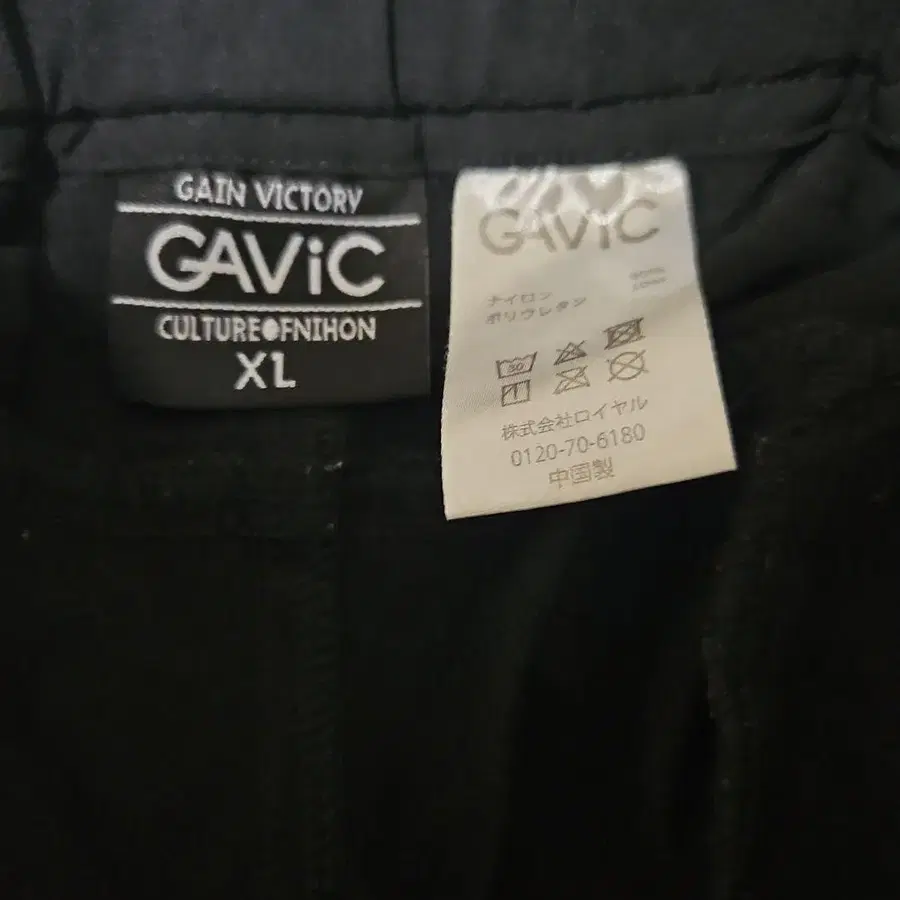 GAIN VICTORY
GAViC
CULTURE OF NIHON
XL
GAViC
ナイロン
ポリウレタン
30
株式会社ロイヤル
0120-70-6180
中国製